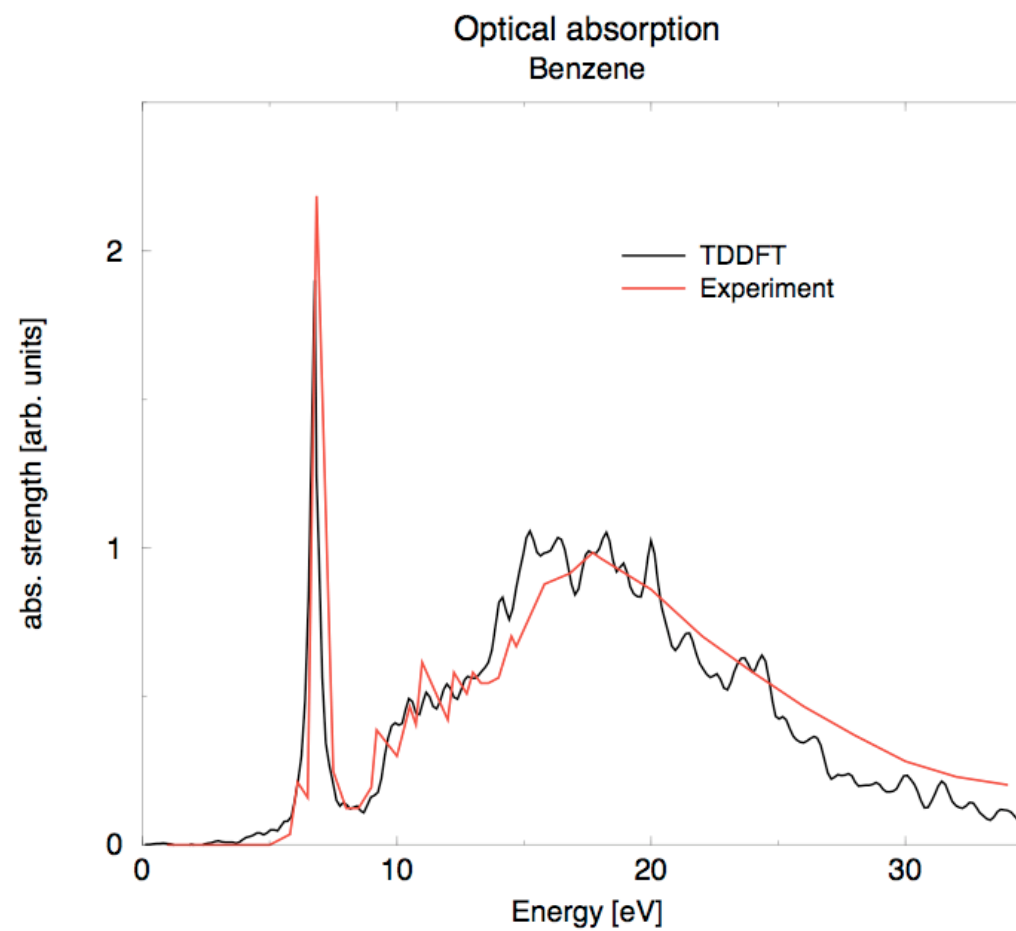 Optical absorption
Benzene
abs. strength [arb. units]
2
1
0
TDDFT
Experiment
0 10 20 30
Energy [eV]